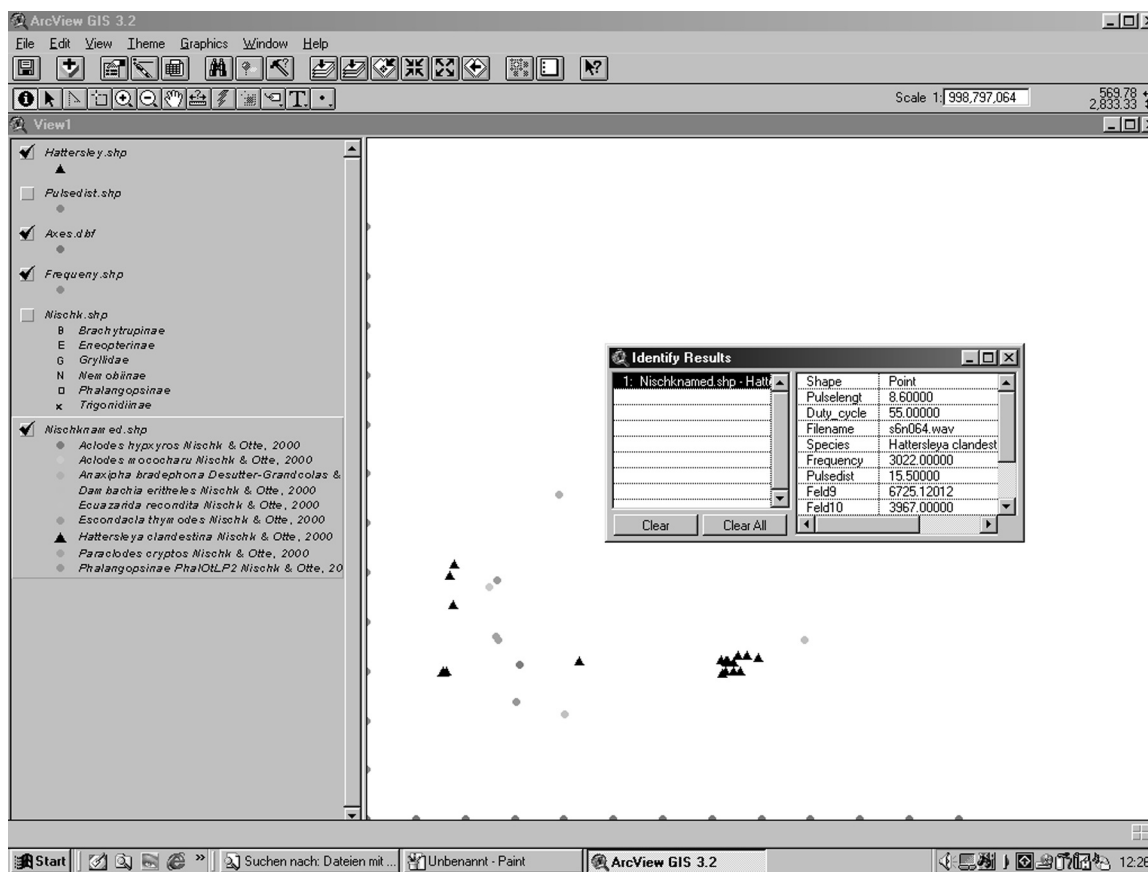 ArcView GIS 3.2
File Edit View Theme Graphics Window Help
Scale 1: 998,797,064
569.78
2,833.33
View1
Hattersley.shp
Pulsedist.shp
Axes.dbf
Frequeny.shp
Nischk.shp
B Brachytrupinae
E Eneopterinae
G Gryllidae
N Nemobiinae
Phalangopsinae
x Trigonidiinae
Nischknamed.shp
Aclodes hypxyros Nischk & Otte, 2000
Aclodes mocochary Nischk & Otte, 2000
Anaxipha bradephona Desutter-Grandcolas &
Dambachia eritheles Nischk & Otte, 2000
Ecuazarida recondita Nischk & Otte, 2000
Escondacla thymodes Nischk & Otte, 2000
Hattersleya clandestina Nischk & Otte, 2000
Paraclodes cryptos Nischk & Otte, 2000
Phalangopsinae PhalOtLP2 Nischk & Otte, 20
Identify Results
1: Nischknamed.shp - Hatte
Shape Point
Pulselengt 8.60000
Duty_cycle 55.00000
Filename s6n064.wav
Species Hattersleya clandest
Frequency 3022.00000
Pulsedist 15.50000
Feld9 6725.12012
Feld10 3967.00000
Clear Clear All
Start » Suchen nach: Dateien mit ... Unbenannt - Paint ArcView GIS 3.2 12:26